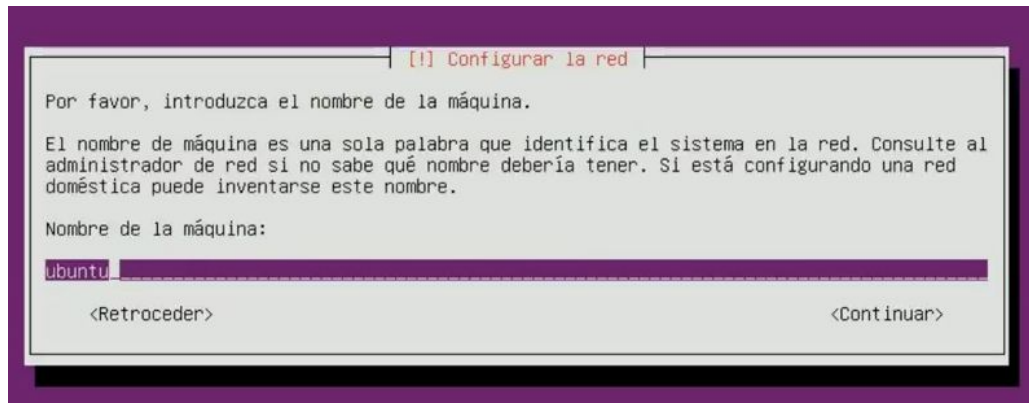 [!] Configurar la red
Por favor, introduzca el nombre de la máquina.
El nombre de máquina es una sola palabra que identifica el sistema en la red. Consulte al
administrador de red si no sabe qué nombre debería tener. Si está configurando una red
doméstica puede inventarse este nombre.
Nombre de la máquina:
ubuntu
<Retroceder> <Continuar>